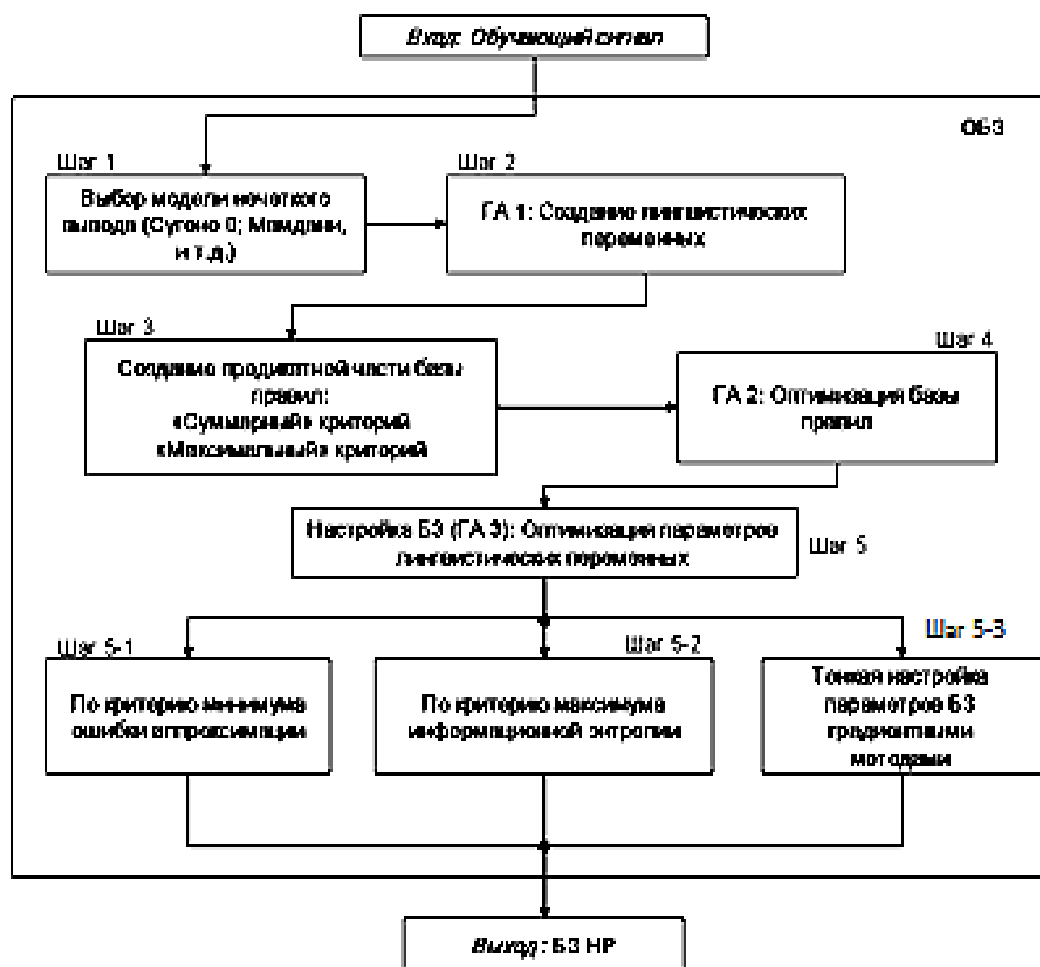 Вход: Обучающий сигнал
ОБЗ
Шаг 1
Выбор модели нечеткого
вывода (Сугено 0; Мамдани,
и т.д.)
Шаг 2
ГА 1: Создание лингвистических
переменных
Шаг 3
Создание предикатной части базы
правил:
«Суммарный» критерий
«Максимальный» критерий
Шаг 4
ГА 2: Оптимизация базы
правил
Настройка БЗ (ГА 3): Оптимизация параметров
лингвистических переменных
Шаг 5
Шаг 5-1
По критерию минимума
ошибки аппроксимации
Шаг 5-2
По критерию максимума
информационной энтропии
Шаг 5-3
Тонкая настройка
параметров БЗ
градиентными
методами
Выход: БЗ НР